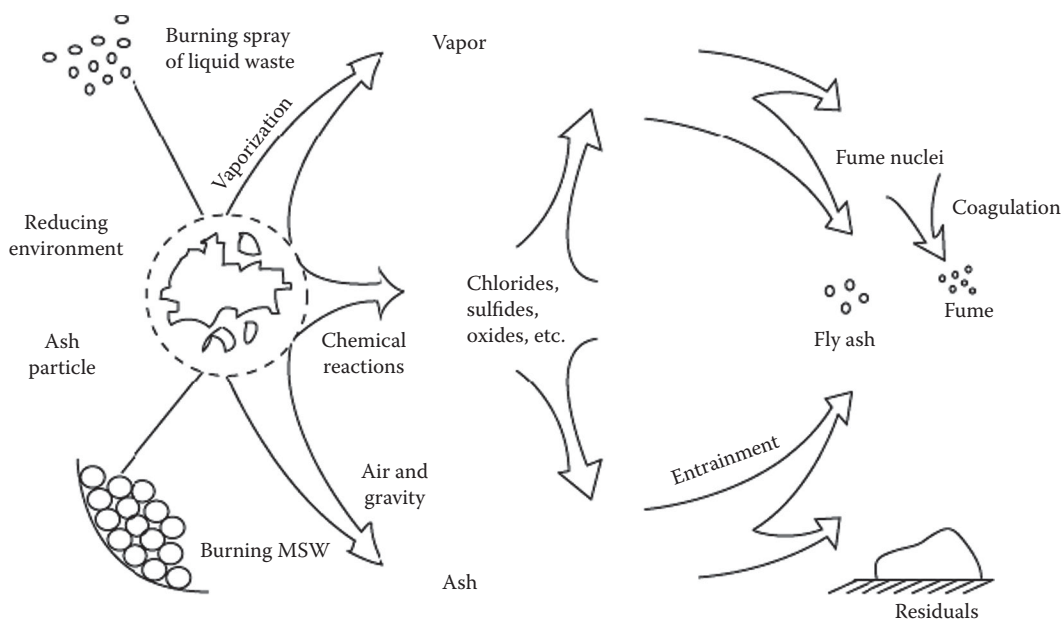 Burning spray
of liquid waste
Vapor
Vaporization
Fume nuclei
Coagulation
Reducing
environment
Chlorides,
sulfides,
oxides, etc.
Fume
Ash
particle
Chemical
reactions
Fly ash
Air and
gravity
Entrainment
Burning MSW
Ash
Residuals